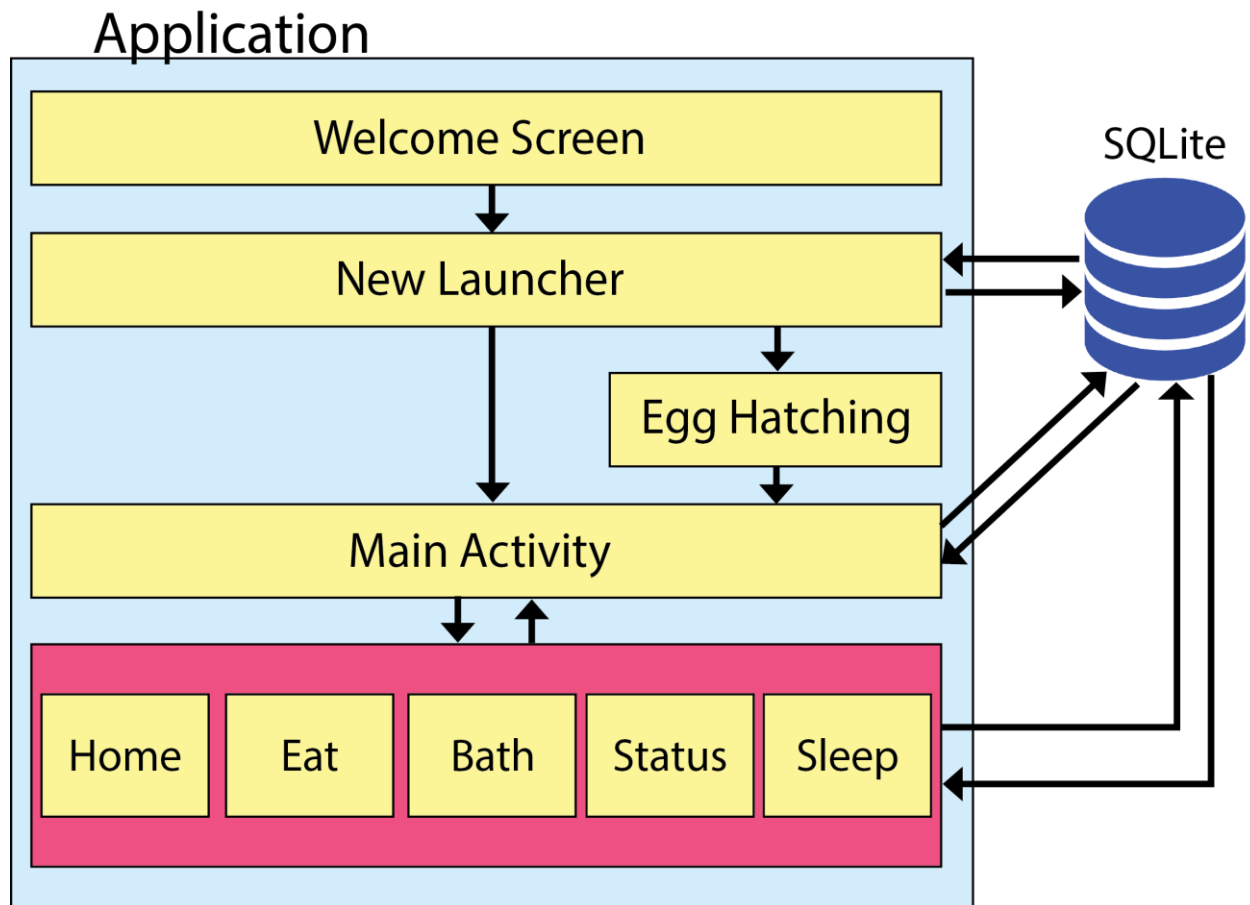 Application
Welcome Screen
SQLite
New Launcher
Egg Hatching
Main Activity
Home
Eat
Bath
Status
Sleep